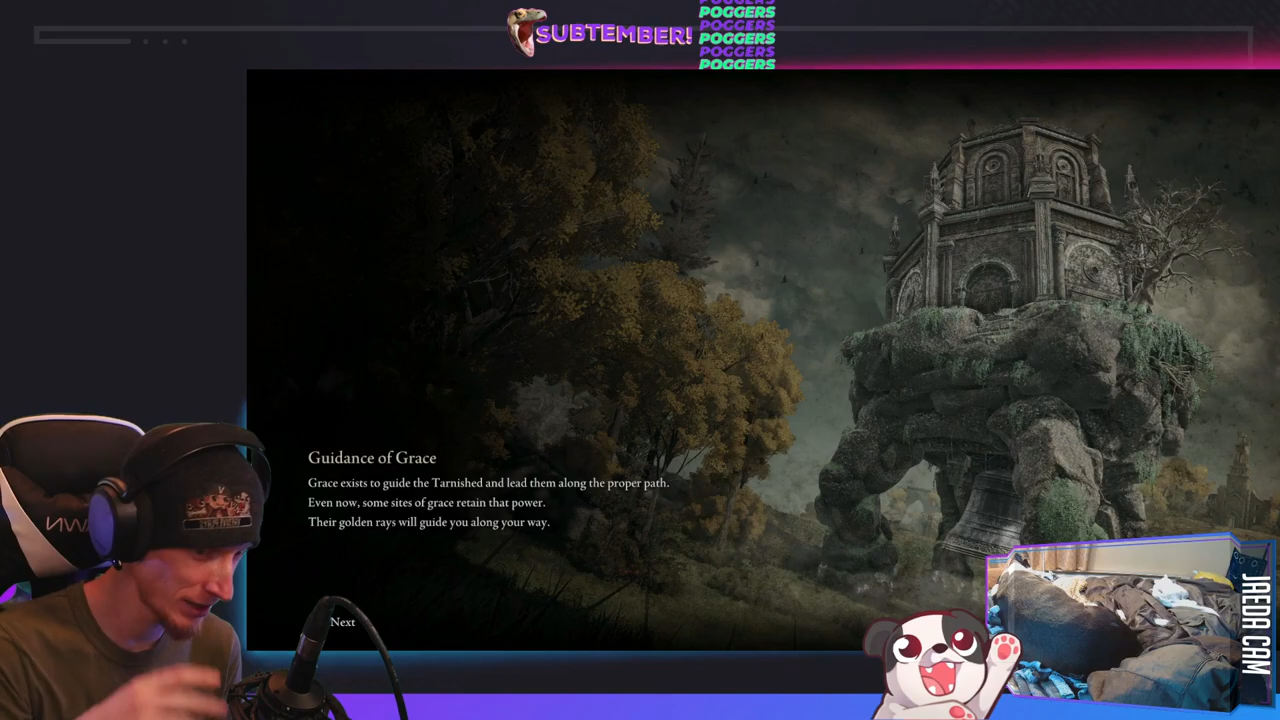 SUBTEMBER!
POGGERS
POGGERS
POGGERS
POGGERS
POGGERS
POGGERS
Guidance of Grace
Grace exists to guide the Tarnished and lead them along the proper path.
Even now, some sites of grace retain that power.
Their golden rays will guide you along your way.
Next
JAEDA CAM